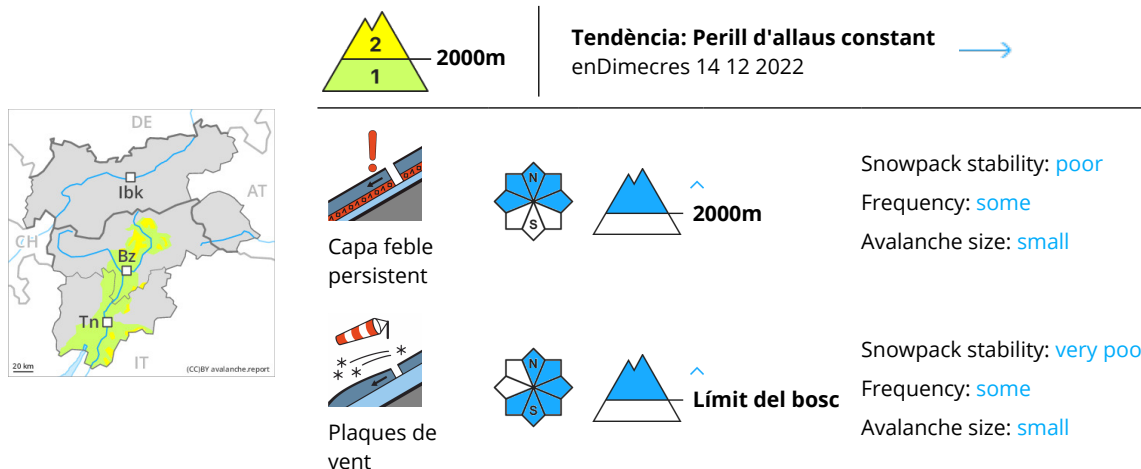 2
1
2000m
Tendència: Perill d'allaus constant
enDimecres 14 12 2022
DE
Ibk
AT
CH
Bz
Tn
IT
20 km
(CC)BY avalanche.report
Capa feble
persistent
N
S
2000m
Snowpack stability: poor
Frequency: some
Avalanche size: small
Plaques de
vent
N
S
Límit del bosc
Snowpack stability: very poo
Frequency: some
Avalanche size: small